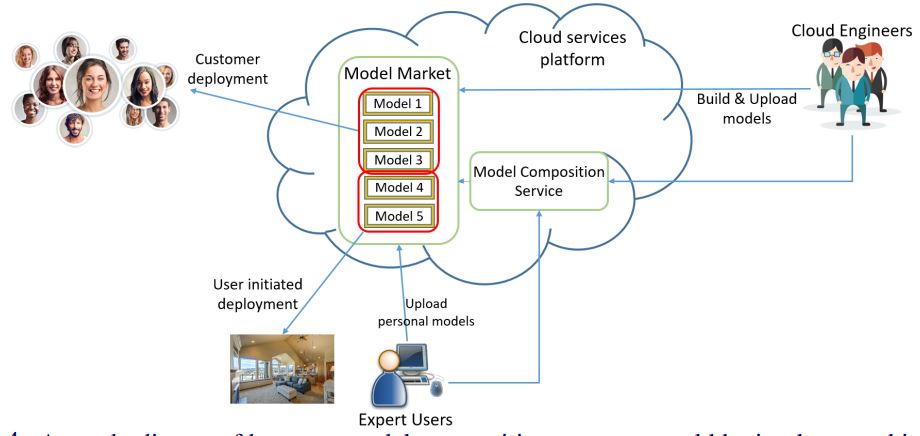 Cloud services
platform
Cloud Engineers
Customer
deployment
Model Market
Model 1
Model 2
Model 3
Model 4
Model 5
Build & Upload
models
Model Composition
Service
User initiated
deployment
Upload
personal models
Expert Users